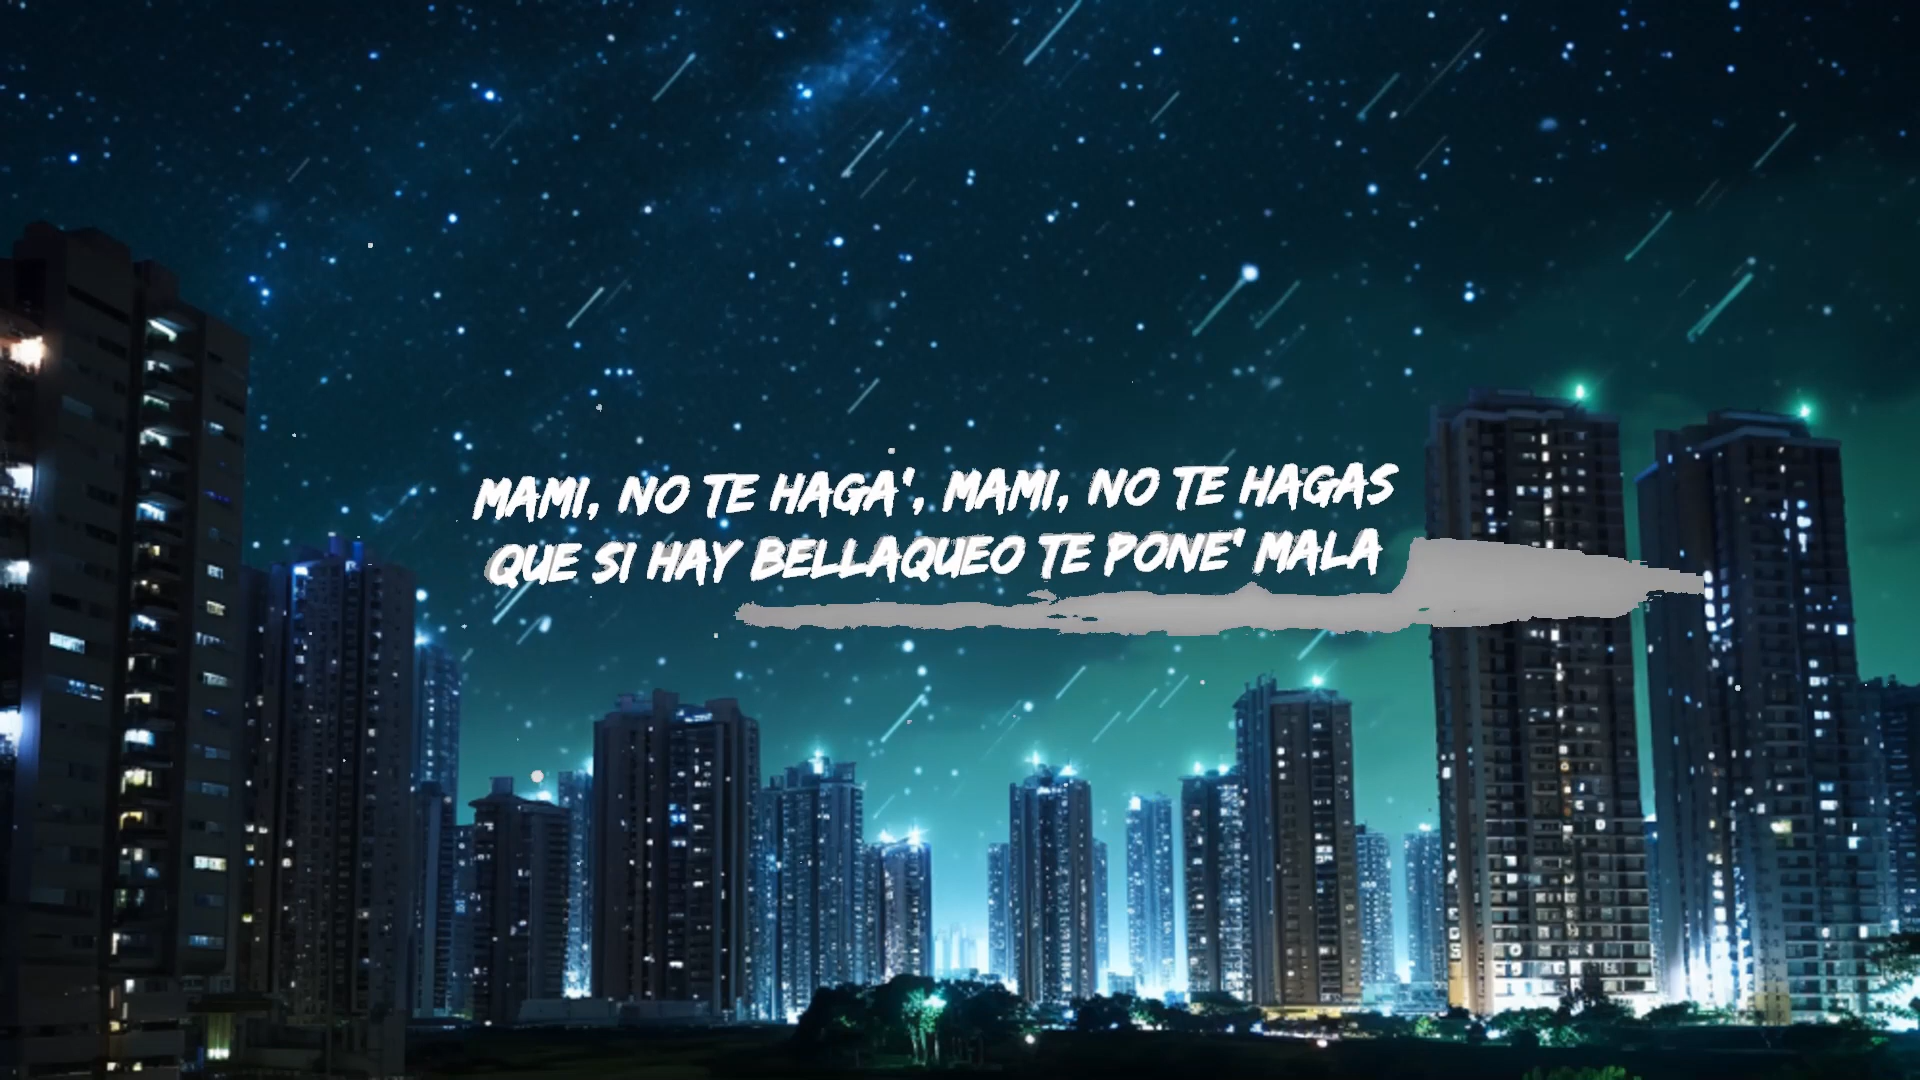 MAMI, NO TE HAGA', MAMI, NO TE HAGAS
QUE SI HAY BELLAQUEO TE PONE' MALA